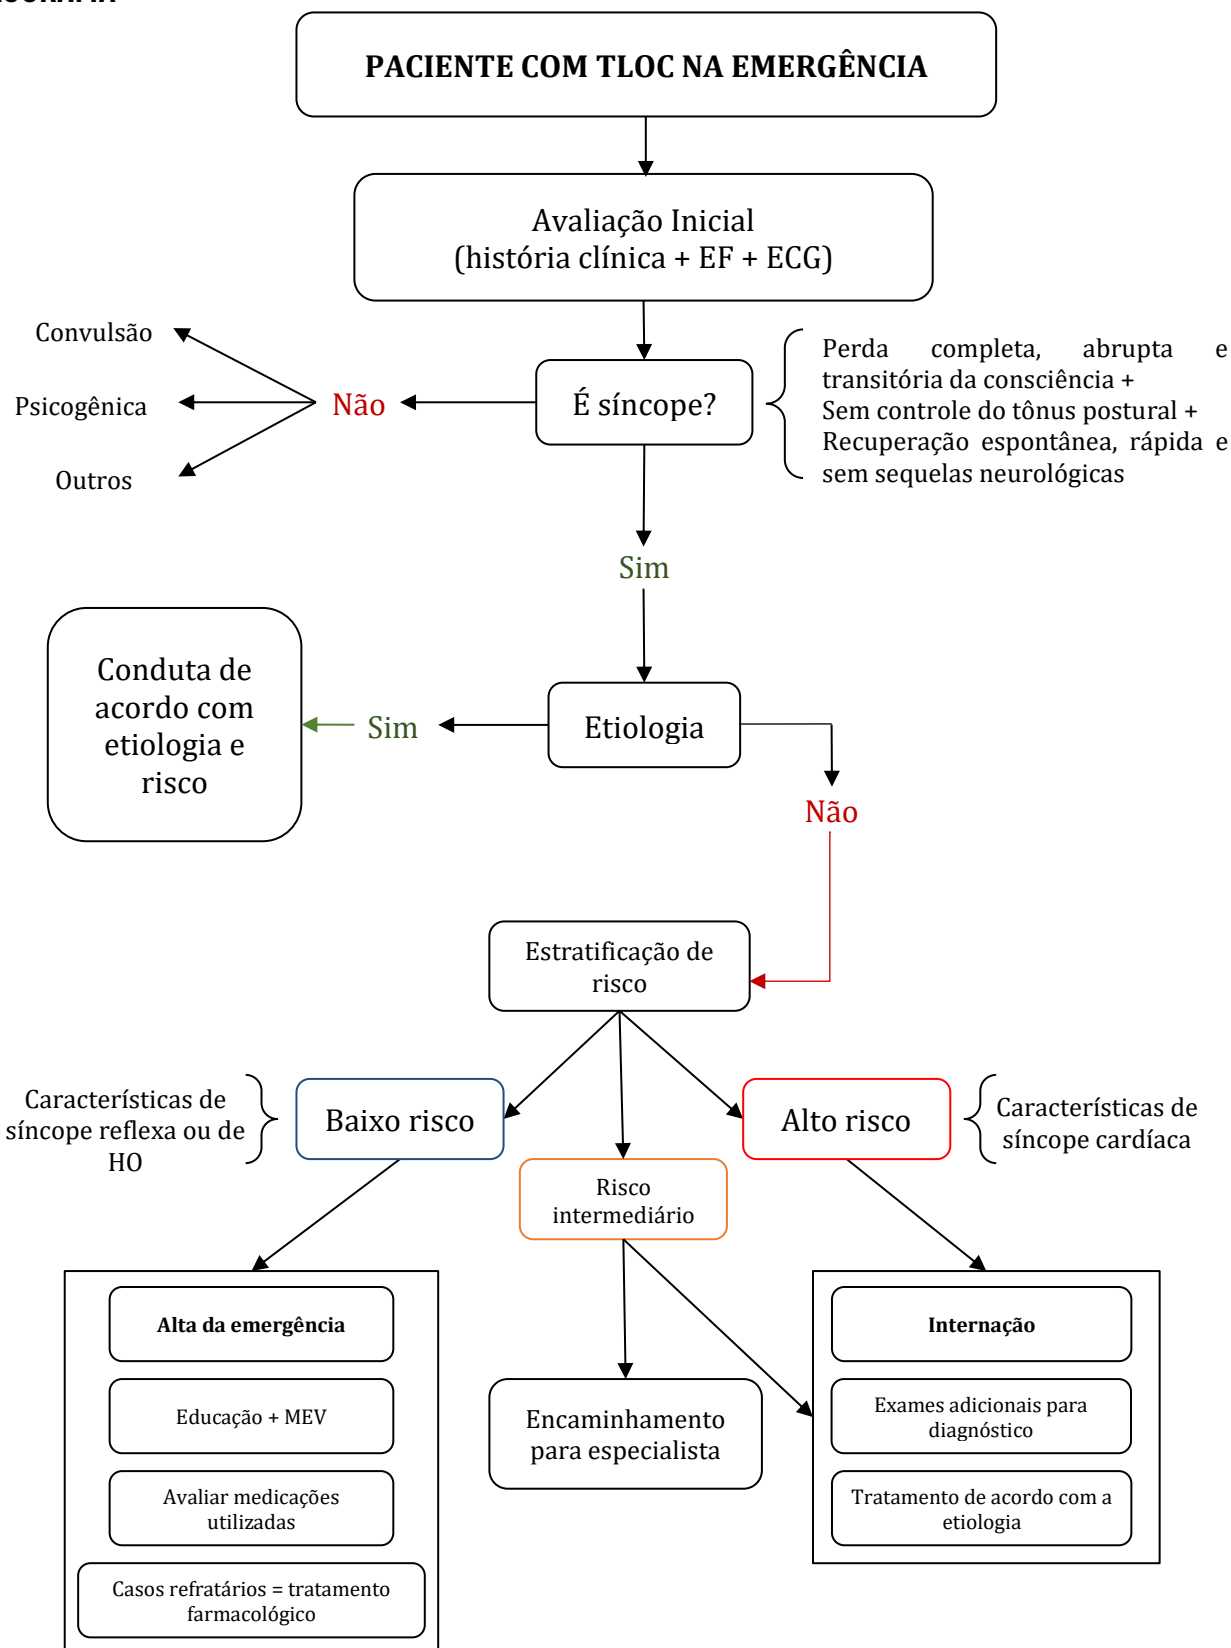 PACIENTE COM TLOC NA EMERGÊNCIA
Avaliação Inicial
(história clínica + EF + ECG)
Convulsão
Psicogênica
Outros
Não
É síncope?
Perda completa, abrupta e
transitória da consciência +
Sem controle do tônus postural +
Recuperação espontânea, rápida e
sem sequelas neurológicas
Sim
Conduta de
acordo com
etiologia e
risco
Sim
Etiologia
Não
Estratificação de
risco
Características de
síncope reflexa ou de
HO
Baixo risco
Risco
intermediário
Alto risco
Características de
síncope cardíaca
Alta da emergência
Educação + MEV
Avaliar medicações
utilizadas
Casos refratários = tratamento
farmacológico
Encaminhamento
para especialista
Internação
Exames adicionais para
diagnóstico
Tratamento de acordo com a
etiologia